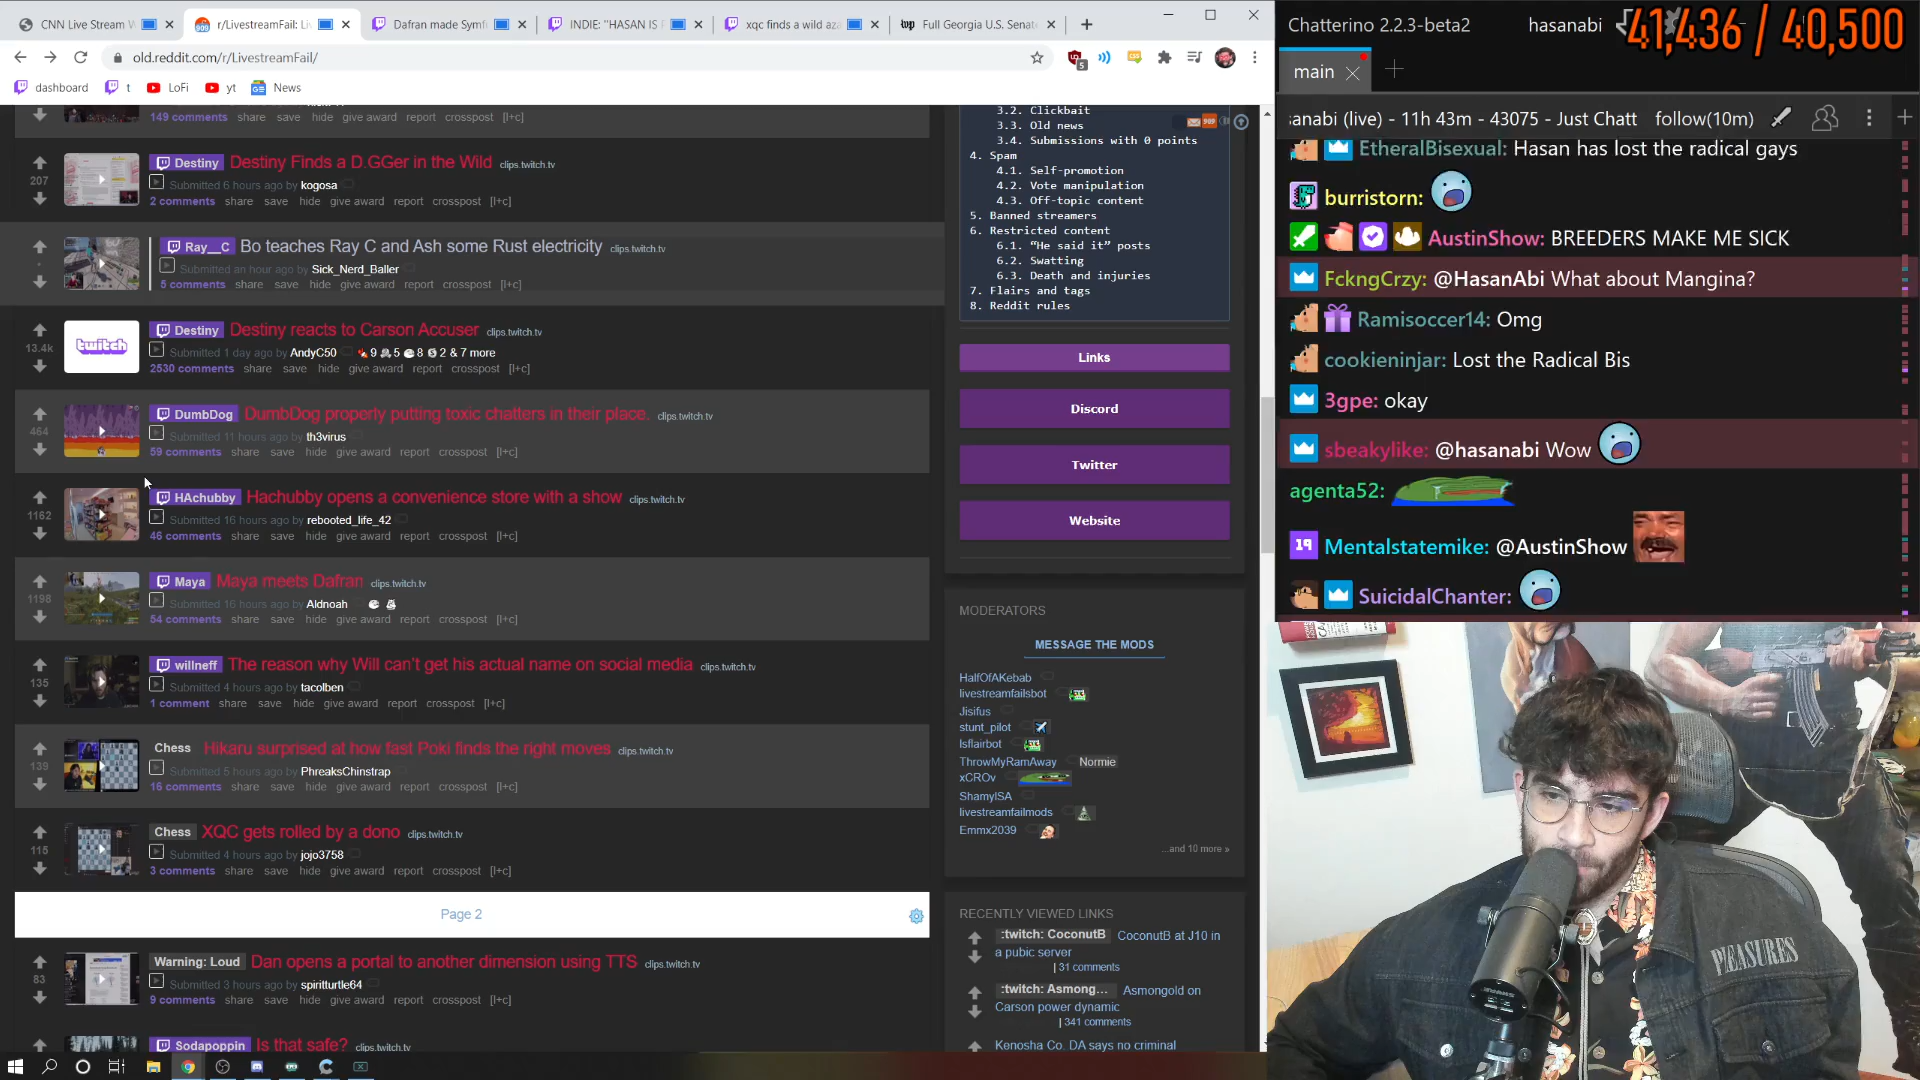 CNN Live Stream W
r/LivestreamFail: Li
Dafran made Symf
INDIE: "HASAN IS F
xqc finds a wild aza
Full Georgia U.S. Senat
old.reddit.com/r/LivestreamFail/
5
dashboard
t
LoFi
yt
News
149 comments share save hide give award report crosspost [l+c]
207
Destiny Destiny Finds a D.GGer in the Wild clips.twitch.tv
Submitted 6 hours ago by kogosa
2 comments share save hide give award report crosspost [l+c]
Ray__C Bo teaches Ray C and Ash some Rust electricity clips.twitch.tv
Submitted an hour ago by Sick_Nerd_Baller
5 comments share save hide give award report crosspost [l+c]
13.4k
twitch
Destiny Destiny reacts to Carson Accuser clips.twitch.tv
Submitted 1 day ago by AndyC50 9 5 8 2 & 7 more
2530 comments share save hide give award report crosspost [l+c]
464
DumbDog DumbDog properly putting toxic chatters in their place. clips.twitch.tv
Submitted 11 hours ago by th3virus
59 comments share save hide give award report crosspost [l+c]
1162
HAchubby Hachubby opens a convenience store with a show clips.twitch.tv
Submitted 16 hours ago by rebooted_life_42
46 comments share save hide give award report crosspost [l+c]
1198
Maya Maya meets Dafran clips.twitch.tv
Submitted 16 hours ago by Aldnoah
54 comments share save hide give award report crosspost [l+c]
135
willneff The reason why Will can't get his actual name on social media clips.twitch.tv
Submitted 4 hours ago by tacolben
1 comment share save hide give award report crosspost [l+c]
139
Chess Hikaru surprised at how fast Poki finds the right moves clips.twitch.tv
Submitted 5 hours ago by PhreaksChinstrap
16 comments share save hide give award report crosspost [l+c]
115
Chess XQC gets rolled by a dono clips.twitch.tv
Submitted 4 hours ago by jojo3758
3 comments share save hide give award report crosspost [l+c]
Page 2
83
Warning: Loud Dan opens a portal to another dimension using TTS clips.twitch.tv
Submitted 3 hours ago by spiritturtle64
9 comments share save hide give award report crosspost [l+c]
Sodapoppin Is that safe? clips.twitch.tv
3.2. Clickbait
3.3. Old news
3.4. Submissions with 0 points
4. Spam
4.1. Self-promotion
4.2. Vote manipulation
4.3. Off-topic content
5. Banned streamers
6. Restricted content
6.1. "He said it" posts
6.2. Swatting
6.3. Death and injuries
7. Flairs and tags
8. Reddit rules
Links
Discord
Twitter
Website
MODERATORS
MESSAGE THE MODS
HalfOfAKebab
livestreamfailsbot
Jisifus
stunt_pilot
lsflairbot
ThrowMyRamAway Normie
xCROv
ShamyISA
livestreamfailmods
Emmx2039
...and 10 more »
RECENTLY VIEWED LINKS
:twitch: CoconutB CoconutB at J10 in
a pubic server
| 31 comments
:twitch: Asmong... Asmongold on
Carson power dynamic
| 341 comments
Kenosha Co. DA says no criminal
Chatterino 2.2.3-beta2
hasanabi
41,436 / 40,500
main
:anabi (live) - 11h 43m - 43075 - Just Chatt
follow(10m)
EtheralBisexual: Hasan has lost the radical gays
burristorn:
AustinShow: BREEDERS MAKE ME SICK
FckngCrzy: @HasanAbi What about Mangina?
Ramisoccer14: Omg
cookieninjar: Lost the Radical Bis
3gpe: okay
sbeakylike: @hasanabi Wow
agenta52:
19 Mentalstatemike: @AustinShow
SuicidalChanter:
PLEASURES